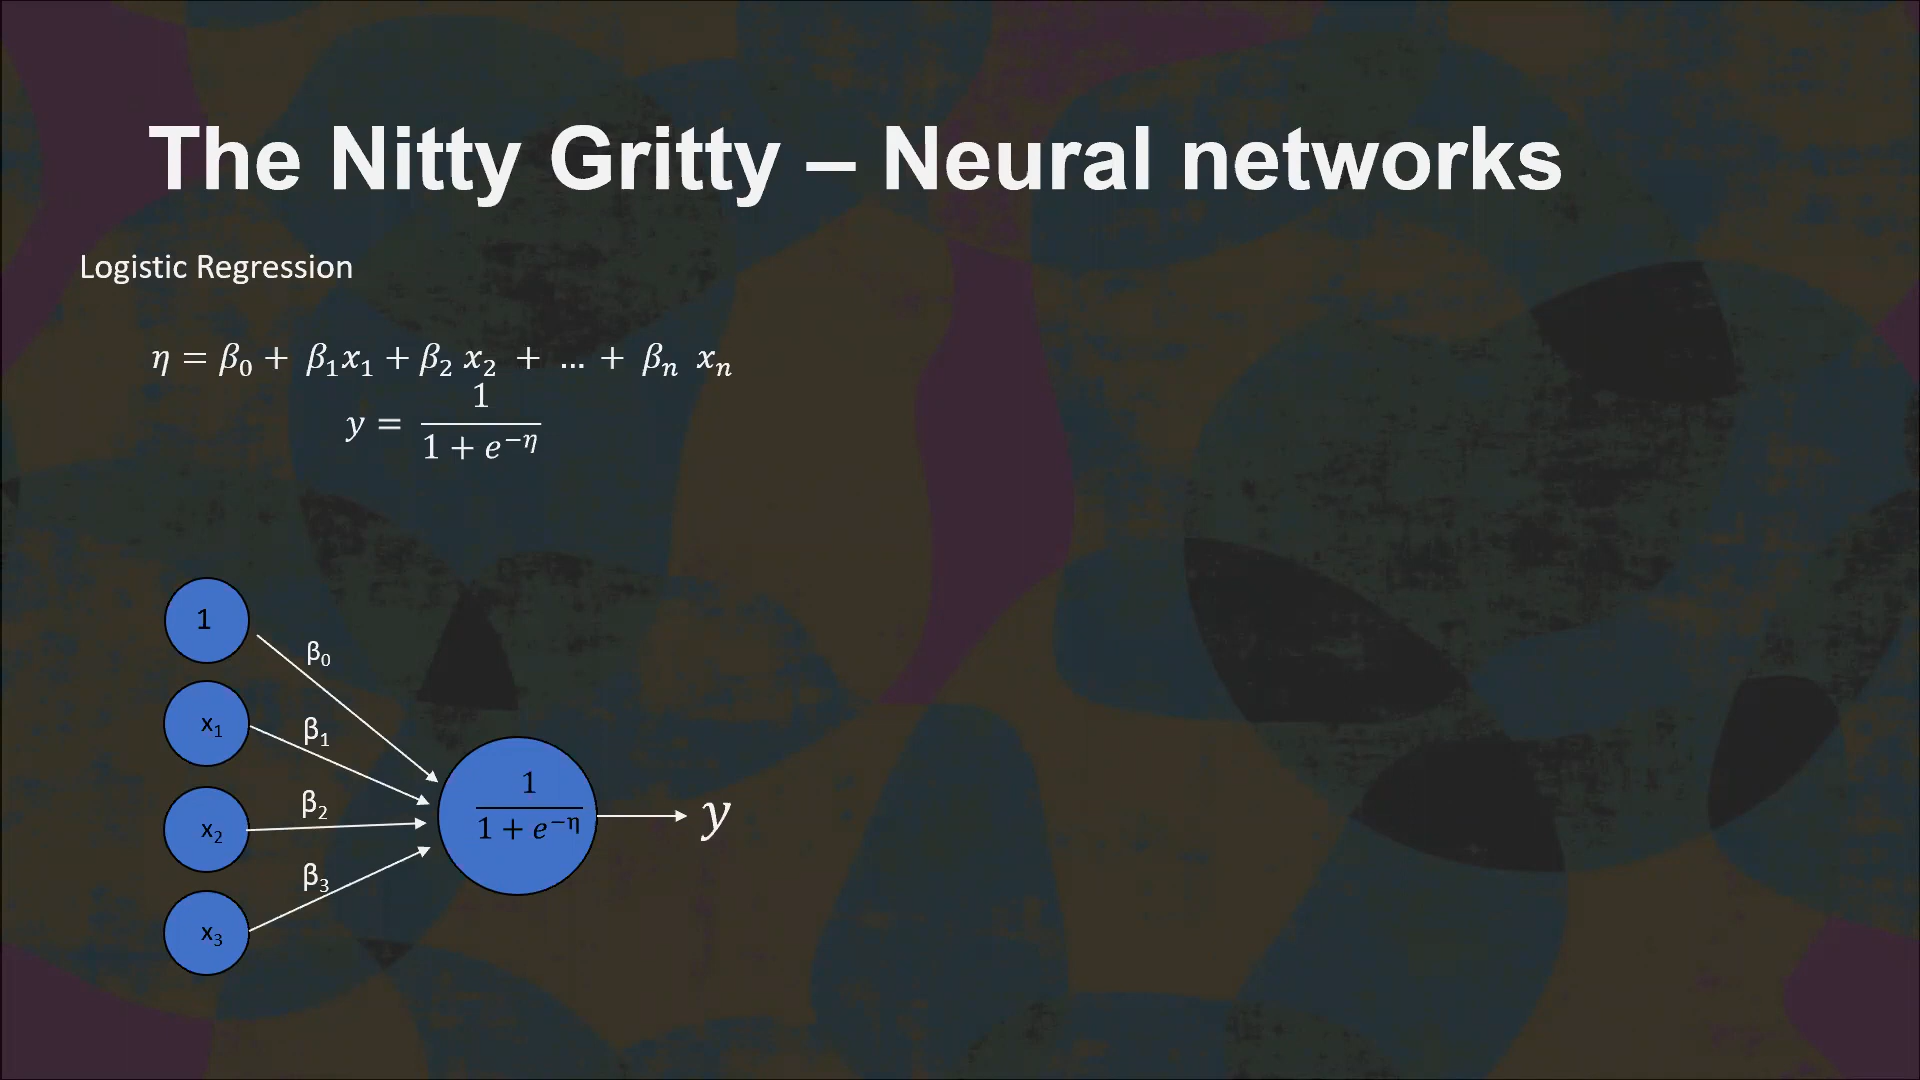 The Nitty Gritty – Neural networks
Logistic Regression
η = β₀ + β₁x₁ + β₂ x₂ + … + βₙ xₙ
y = 1 / (1 + e^(−η))
1
β₀
x₁
β₁
x₂
β₂
x₃
β₃
1 / (1 + e^(−η))
y